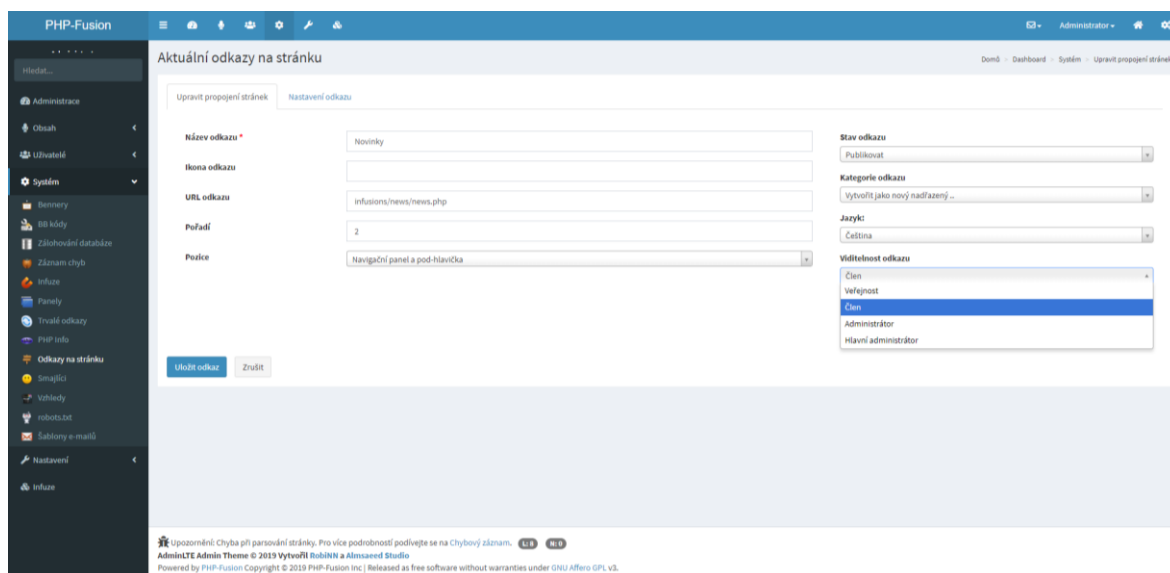 PHP-Fusion
Administrator
Hledat...
Administrace
Obsah
Uživatelé
Systém
Bennery
BB kódy
Zálohování databáze
Záznam chyb
Infuze
Panely
Trvalé odkazy
PHP Info
Odkazy na stránku
Smajlíci
Vzhledy
robots.txt
Šablony e-mailů
Nastavení
Infuze
Aktuální odkazy na stránku
Domů Dashboard Systém Upravit propojení stránek
Upravit propojení stránek Nastavení odkazu
Název odkazu *
Novinky
Ikona odkazu
URL odkazu
infusions/news/news.php
Pořadí
2
Pozice
Navigační panel a pod-hlavička
Stav odkazu
Publikovat
Kategorie odkazu
Vytvořit jako nový nadřazený ..
Jazyk:
Čeština
Viditelnost odkazu
Člen
Veřejnost
Člen
Administrátor
Hlavní administrátor
Uložit odkaz Zrušit
Upozornění: Chyba při parsování stránky. Pro více podrobností podívejte se na Chybový záznam. L: 8 N: 0
AdminLTE Admin Theme © 2019 Vytvořil RobiNN a Almsaeed Studio
Powered by PHP-Fusion Copyright © 2019 PHP-Fusion Inc | Released as free software without warranties under GNU Affero GPL v3.